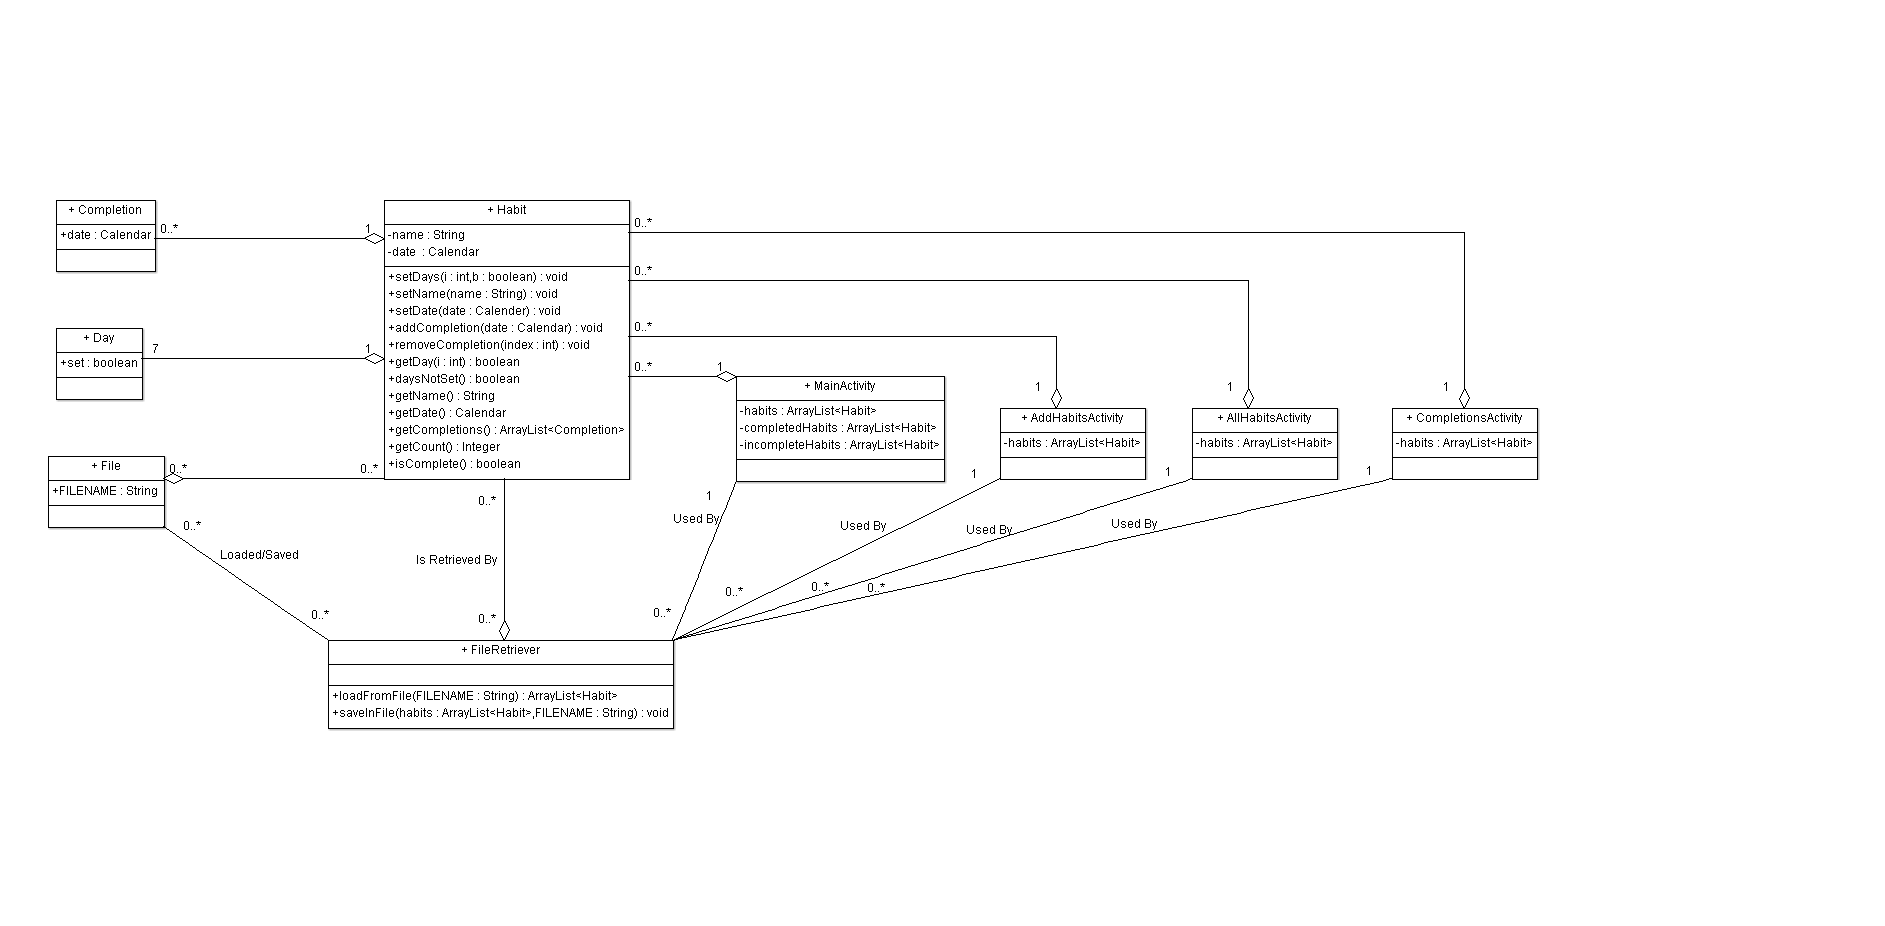 + Completion
+date : Calendar
0..*
1
+ Habit
-name : String
-date : Calendar
+setDays(i : int,b : boolean) : void
+setName(name : String) : void
+setDate(date : Calender) : void
+addCompletion(date : Calendar) : void
+removeCompletion(index : int) : void
+getDay(i : int) : boolean
+daysNotSet() : boolean
+getName() : String
+getDate() : Calendar
+getCompletions() : ArrayList<Completion>
+getCount() : Integer
+isComplete() : boolean
0..*
0..*
0..*
0..*
1
+ Day
+set : boolean
7
1
+ MainActivity
-habits : ArrayList<Habit>
-completedHabits : ArrayList<Habit>
-incompleteHabits : ArrayList<Habit>
1
+ AddHabitsActivity
-habits : ArrayList<Habit>
1
+ AllHabitsActivity
-habits : ArrayList<Habit>
1
+ CompletionsActivity
-habits : ArrayList<Habit>
+ File
+FILENAME : String
0..*
0..*
0..*
Loaded/Saved
0..*
0..*
Is Retrieved By
0..*
1
Used By
0..*
1
Used By
0..*
1
Used By
0..*
1
Used By
0..*
+ FileRetriever
+loadFromFile(FILENAME : String) : ArrayList<Habit>
+saveInFile(habits : ArrayList<Habit>,FILENAME : String) : void